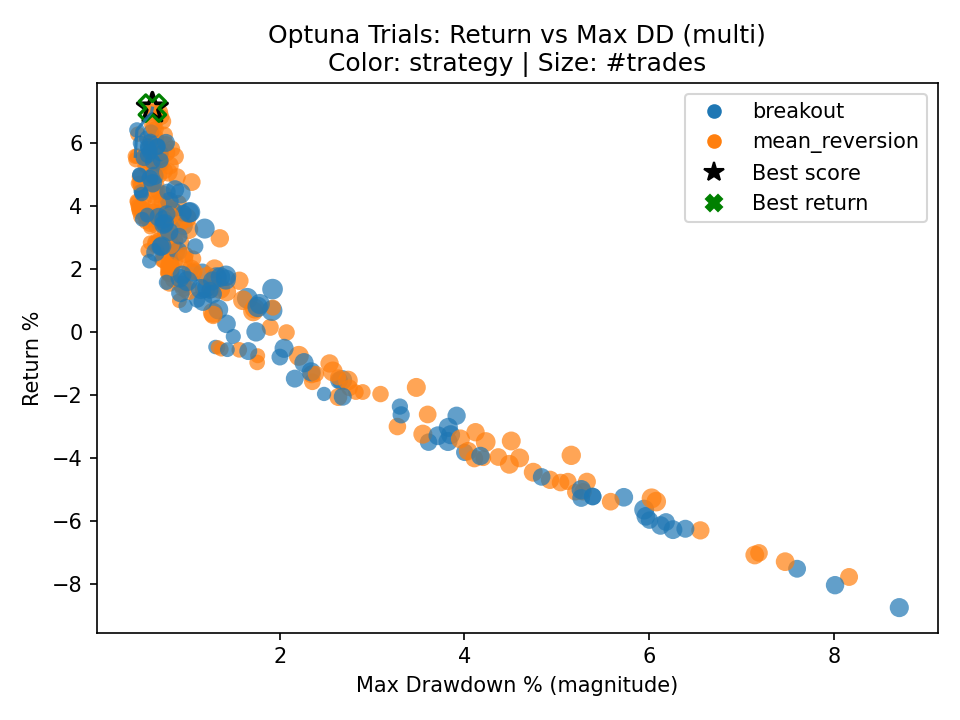 Optuna Trials: Return vs Max DD (multi)
Color: strategy | Size: #trades
breakout
mean_reversion
Best score
Best return
6
4
2
0
−2
−4
−6
−8
Return %
2
4
6
8
Max Drawdown % (magnitude)